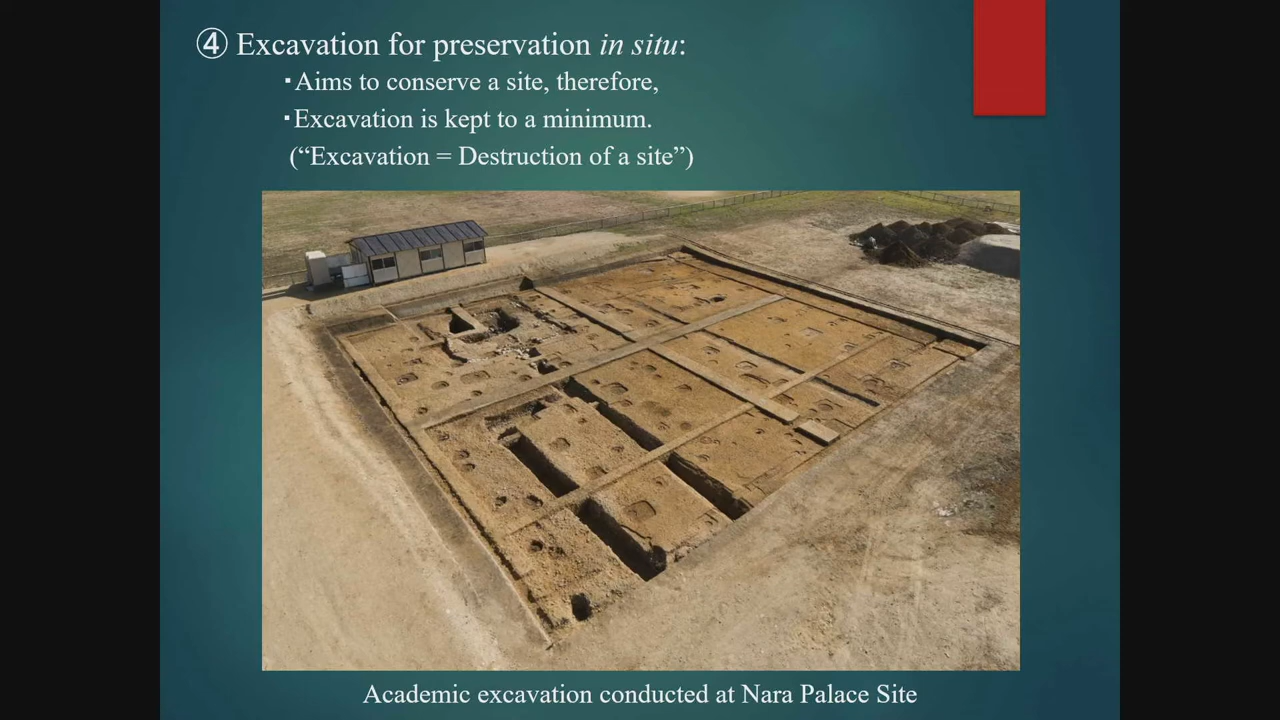 ④ Excavation for preservation in situ:
▪Aims to conserve a site, therefore,
▪Excavation is kept to a minimum.
(“Excavation = Destruction of a site”)
Academic excavation conducted at Nara Palace Site